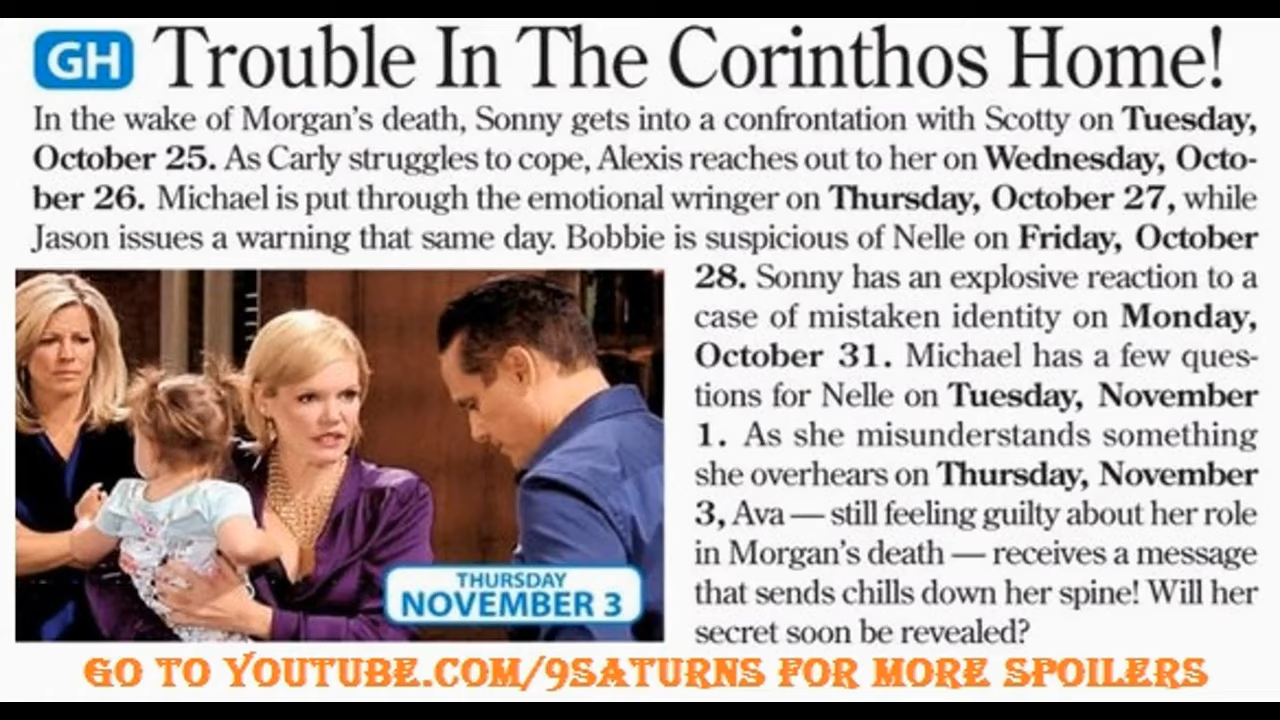 GH Trouble In The Corinthos Home!
In the wake of Morgan's death, Sonny gets into a confrontation with Scotty on Tuesday,
October 25. As Carly struggles to cope, Alexis reaches out to her on Wednesday, Octo-
ber 26. Michael is put through the emotional wringer on Thursday, October 27, while
Jason issues a warning that same day. Bobbie is suspicious of Nelle on Friday, October
28. Sonny has an explosive reaction to a
case of mistaken identity on Monday,
October 31. Michael has a few ques-
tions for Nelle on Tuesday, November
1. As she misunderstands something
she overhears on Thursday, November
3, Ava — still feeling guilty about her role
in Morgan's death — receives a message
that sends chills down her spine! Will her
secret soon be revealed?
THURSDAY
NOVEMBER 3
GO TO YOUTUBE.COM/9SATURNS FOR MORE SPOILERS